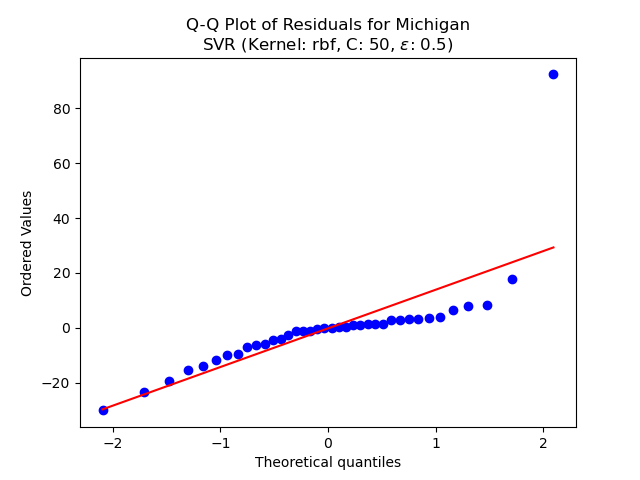 Q-Q Plot of Residuals for Michigan
SVR (Kernel: rbf, C: 50, ε: 0.5)
80
60
40
20
0
−20
Ordered Values
−2
−1
0
1
2
Theoretical quantiles